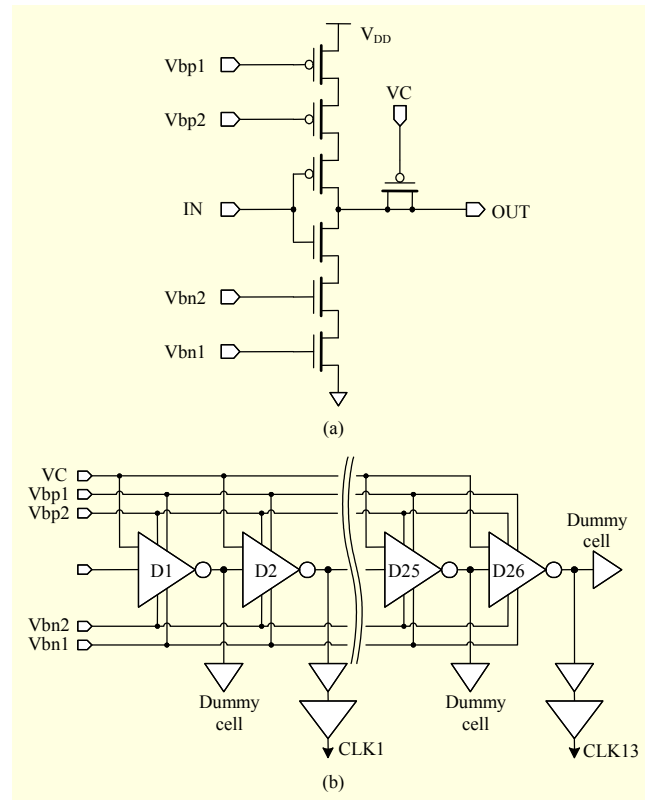 V_DD
Vbp1
VC
Vbp2
IN
OUT
Vbn2
Vbn1
(a)
VC
Vbp1
Vbp2
Dummy
cell
D1
D2
D25
D26
Vbn2
Vbn1
Dummy
cell
Dummy
cell
CLK1
CLK13
(b)